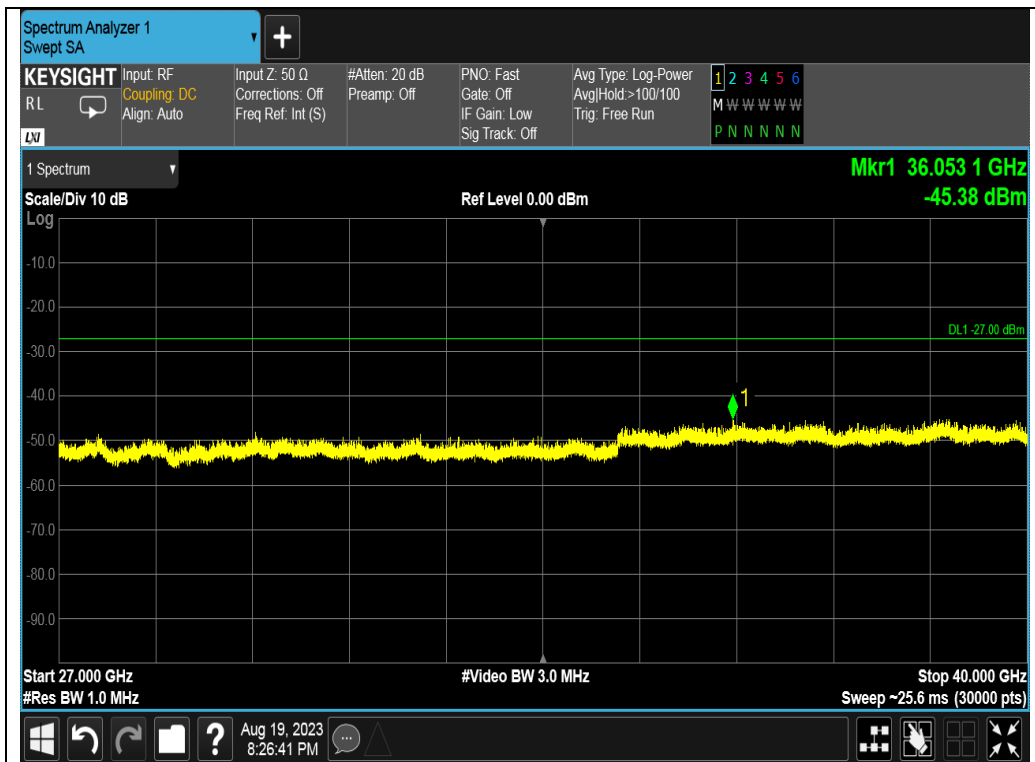 Spectrum Analyzer 1
Swept SA
+
KEYSIGHT
RL
LXI
Input: RF
Coupling: DC
Align: Auto
Input Z: 50 Ω
Corrections: Off
Freq Ref: Int (S)
#Atten: 20 dB
Preamp: Off
PNO: Fast
Gate: Off
IF Gain: Low
Sig Track: Off
Avg Type: Log-Power
Avg|Hold:>100/100
Trig: Free Run
1 2 3 4 5 6
M W W W W W
P N N N N N
1 Spectrum
Mkr1 36.053 1 GHz
-45.38 dBm
Scale/Div 10 dB
Ref Level 0.00 dBm
Log
-10.0
-20.0
DL1 -27.00 dBm
-30.0
-40.0
1
-50.0
-60.0
-70.0
-80.0
-90.0
Start 27.000 GHz
#Video BW 3.0 MHz
Stop 40.000 GHz
#Res BW 1.0 MHz
Sweep ~25.6 ms (30000 pts)
?
Aug 19, 2023
8:26:41 PM